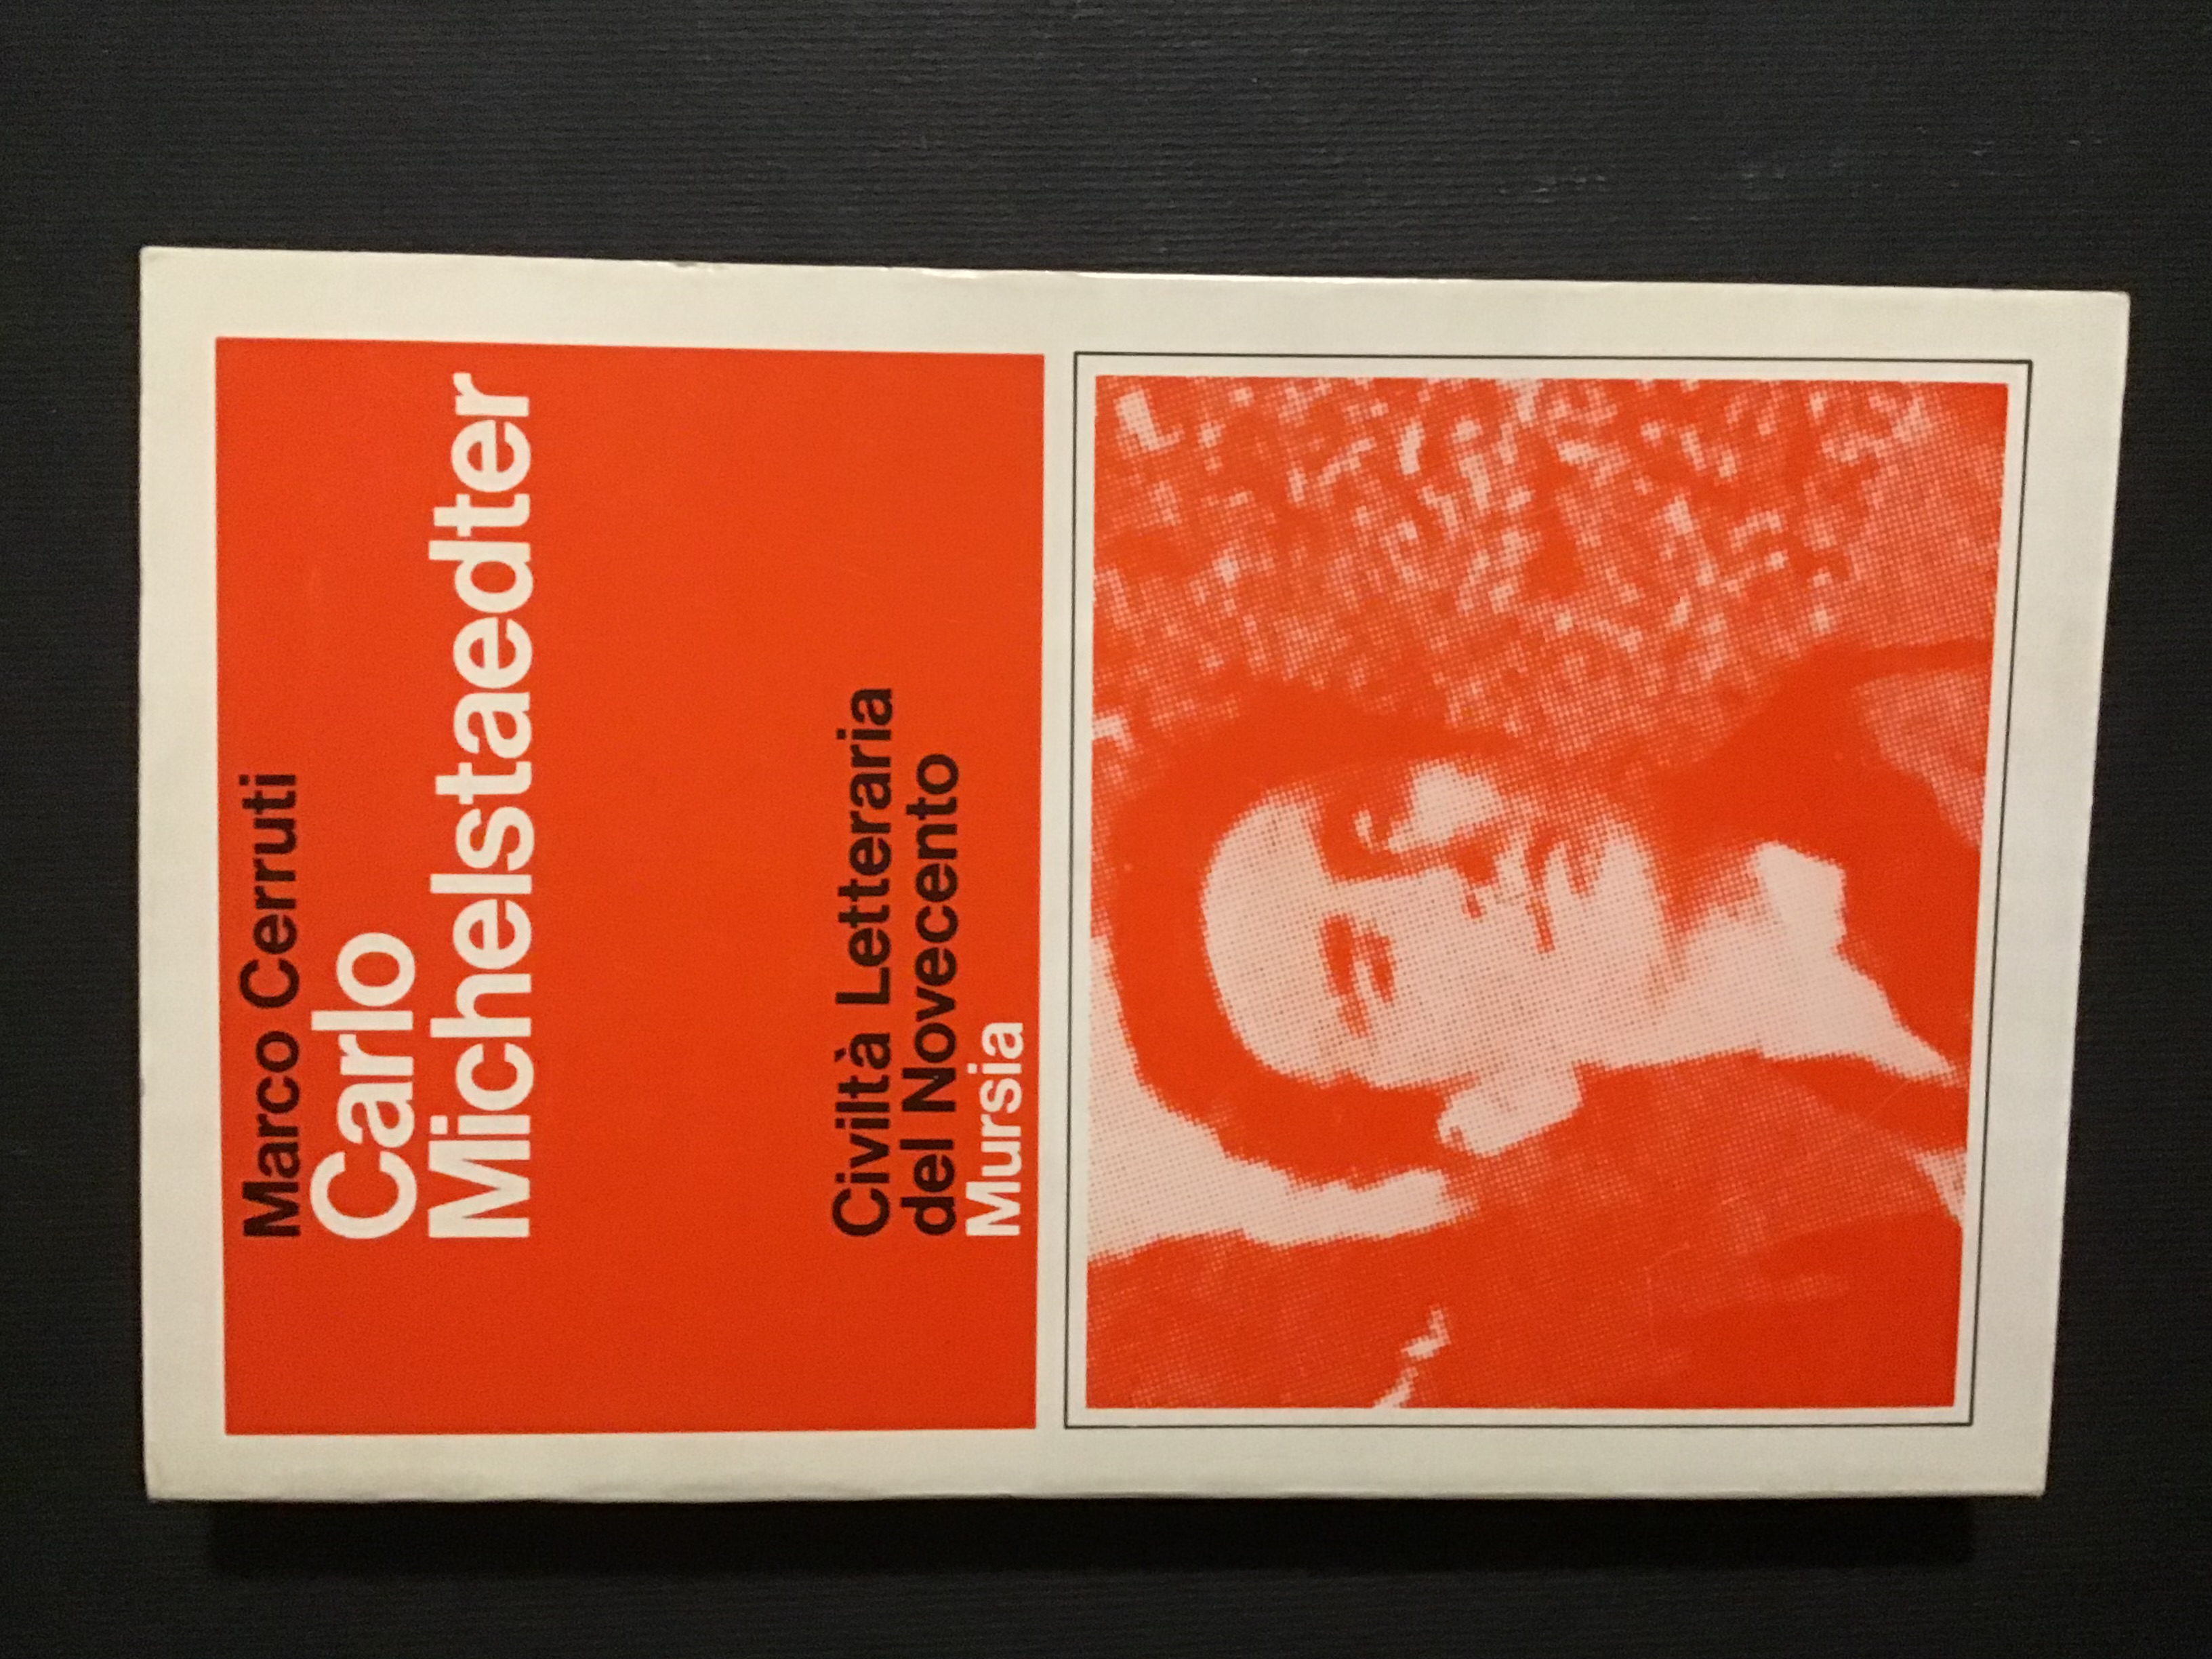 Marco Cerruti
Carlo
Michelstaedter
Civiltà Letteraria
del Novecento
Mursia